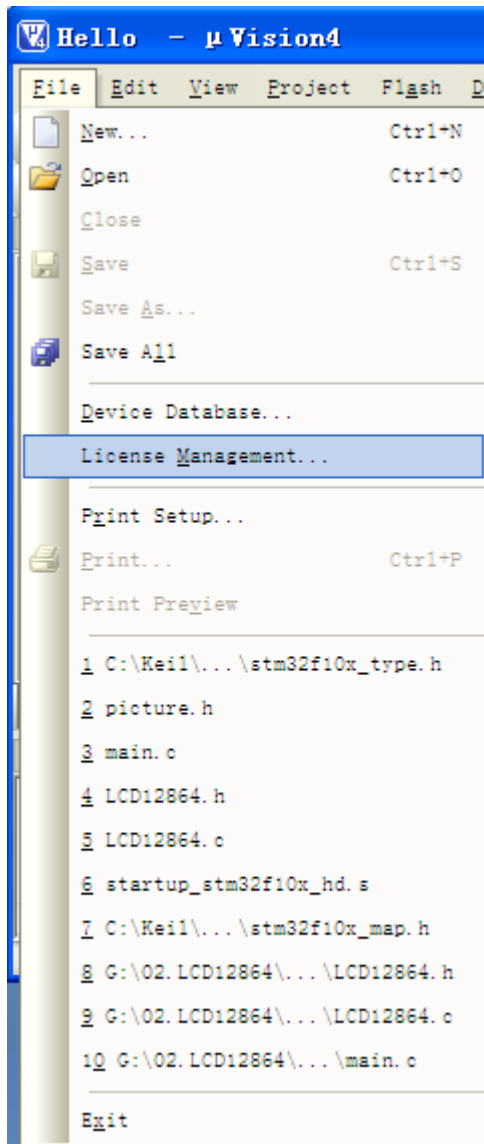 Hello - µVision4
File Edit View Project Flash D
New... Ctrl+N
Open Ctrl+O
Close
Save Ctrl+S
Save As...
Save All
Device Database...
License Management...
Print Setup...
Print... Ctrl+P
Print Preview
1 C:\Keil\...\stm32f10x_type.h
2 picture.h
3 main.c
4 LCD12864.h
5 LCD12864.c
6 startup_stm32f10x_hd.s
7 C:\Keil\...\stm32f10x_map.h
8 G:\02.LCD12864\...\LCD12864.h
9 G:\02.LCD12864\...\LCD12864.c
10 G:\02.LCD12864\...\main.c
Exit